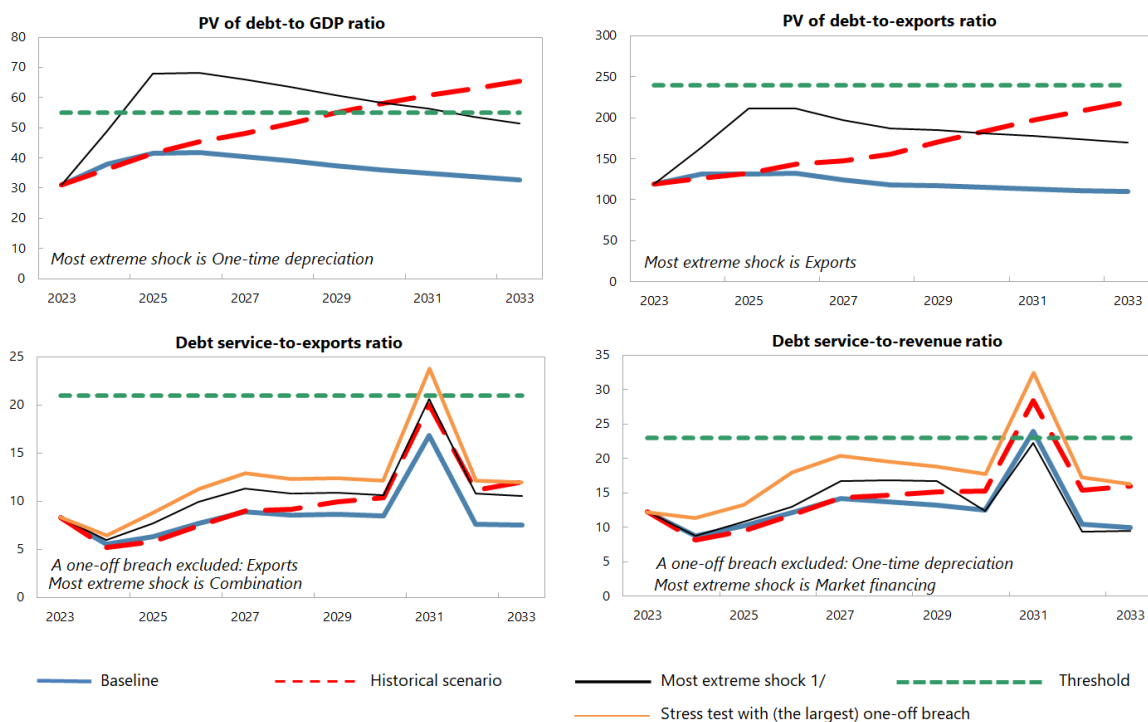 PV of debt-to GDP ratio
80
70
60
50
40
30
20
10
0
Most extreme shock is One-time depreciation
2023 2025 2027 2029 2031 2033
PV of debt-to-exports ratio
300
250
200
150
100
50
0
Most extreme shock is Exports
2023 2025 2027 2029 2031 2033
Debt service-to-exports ratio
25
20
15
10
5
0
A one-off breach excluded: Exports
Most extreme shock is Combination
2023 2025 2027 2029 2031 2033
Debt service-to-revenue ratio
35
30
25
20
15
10
5
0
A one-off breach excluded: One-time depreciation
Most extreme shock is Market financing
2023 2025 2027 2029 2031 2033
Baseline Historical scenario Most extreme shock 1/ Threshold
Stress test with (the largest) one-off breach